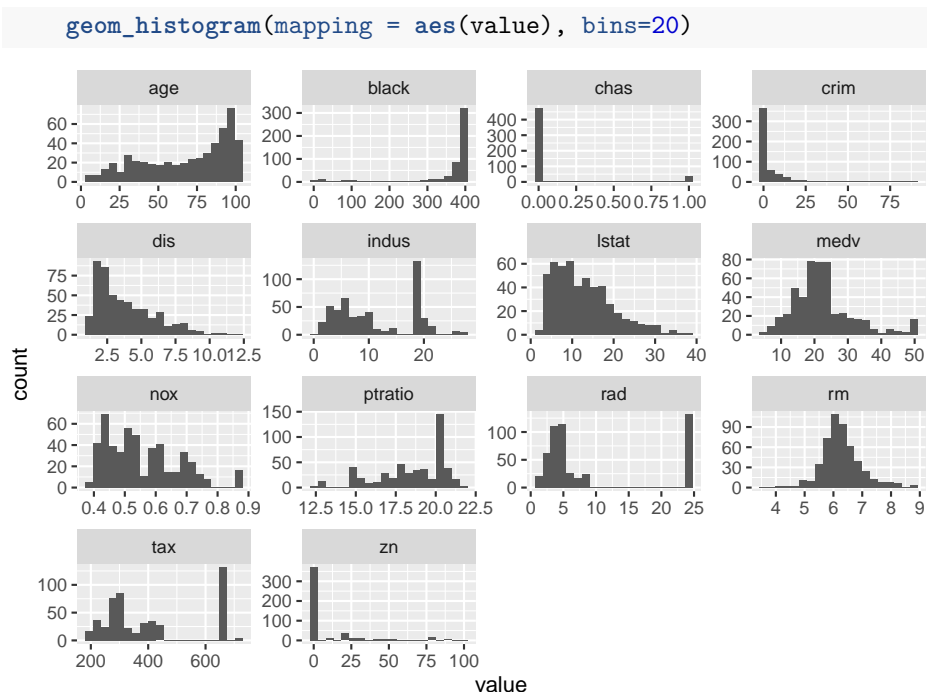 geom_histogram(mapping = aes(value), bins=20)
age black chas crim
60 300 400 300
40 200 300 200
20 100 200 100
0 0 100 0
0
0 25 50 75 100 0 100 200 300 400 0.00 0.25 0.50 0.75 1.00 0 25 50 75
dis indus lstat medv
75 100 60 80
50 50 40 60
25 0 20 40
0 0 20
0
2.5 5.0 7.5 10.0 12.5 0 10 20 0 10 20 30 40 10 20 30 40 50
count
nox ptratio rad rm
60 150 100 90
40 100 50 60
20 50 0 30
0 0 0
0.4 0.5 0.6 0.7 0.8 0.9 12.5 15.0 17.5 20.0 22.5 0 5 10 15 20 25 4 5 6 7 8 9
tax zn
100 300
50 200
0 100
0
200 400 600 0 25 50 75 100
value